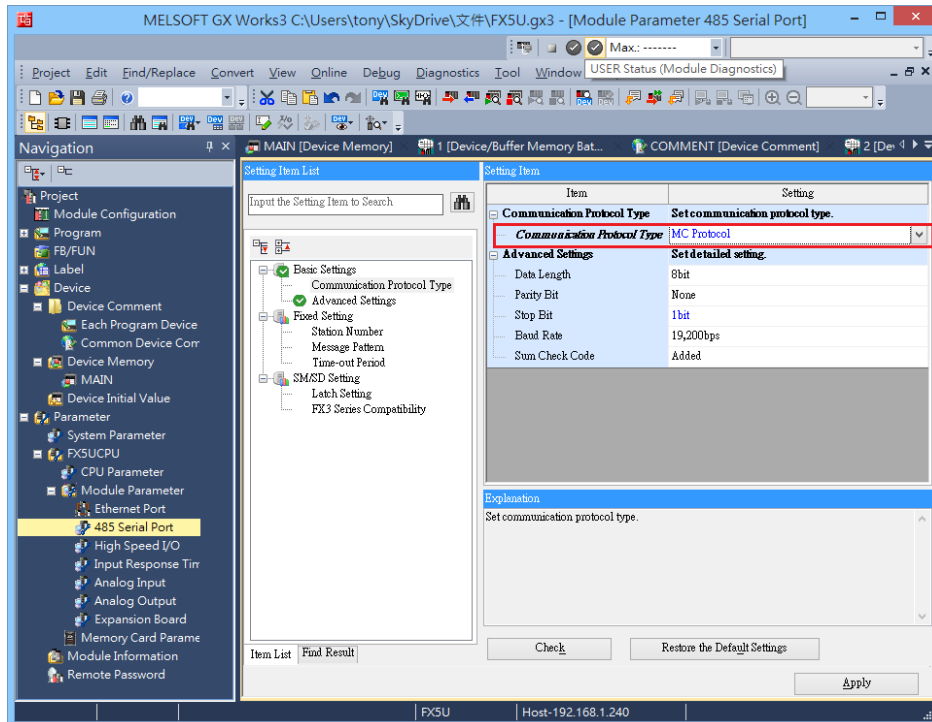 MELSOFT GX Works3 C:\Users\tony\SkyDrive\文件\FX5U.gx3 - [Module Parameter 485 Serial Port]
Max.: -------
Project Edit Find/Replace Convert View Online Debug Diagnostics Tool Window
USER Status (Module Diagnostics)
Navigation
MAIN [Device Memory]
1 [Device/Buffer Memory Bat...
COMMENT [Device Comment]
2 [Dev
Project
Module Configuration
Program
FB/FUN
Label
Device
Device Comment
Each Program Device
Common Device Com
Device Memory
MAIN
Device Initial Value
Parameter
System Parameter
FX5UCPU
CPU Parameter
Module Parameter
Ethernet Port
485 Serial Port
High Speed I/O
Input Response Tim
Analog Input
Analog Output
Expansion Board
Memory Card Parame
Module Information
Remote Password
Setting Item List
Input the Setting Item to Search
Basic Settings
Communication Protocol Type
Advanced Settings
Fixed Setting
Station Number
Message Pattern
Time-out Period
SM/SD Setting
Latch Setting
FX3 Series Compatibility
Item List Find Result
Setting Item
Item Setting
Communication Protocol Type Set communication protocol type.
Communication Protocol Type MC Protocol
Advanced Settings Set detailed setting.
Data Length 8bit
Parity Bit None
Stop Bit 1bit
Baud Rate 19,200bps
Sum Check Code Added
Explanation
Set communication protocol type.
Check Restore the Default Settings
Apply
FX5U Host-192.168.1.240